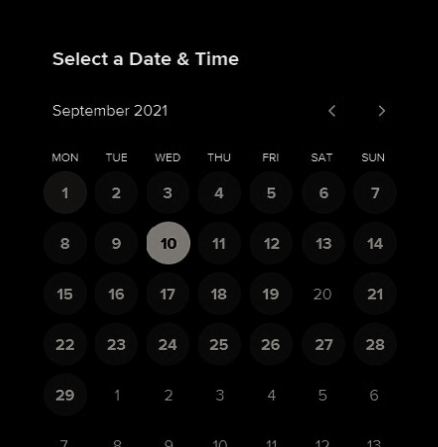 Select a Date & Time
September 2021
MON TUE WED THU FRI SAT SUN
1 2 3 4 5 6 7
8 9 10 11 12 13 14
15 16 17 18 19 20 21
22 23 24 25 26 27 28
29 1 2 3 4 5 6
7 8 9 10 11 12 13